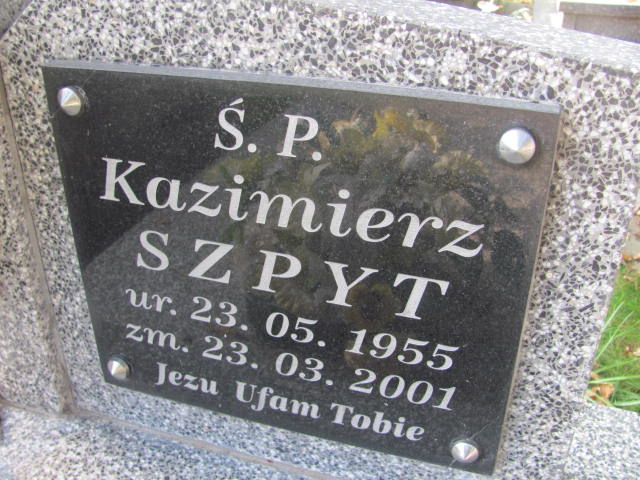 Ś. P.
Kazimierz
SZPYT
ur. 23. 05. 1955
zm. 23. 03. 2001
Jezu Ufam Tobie